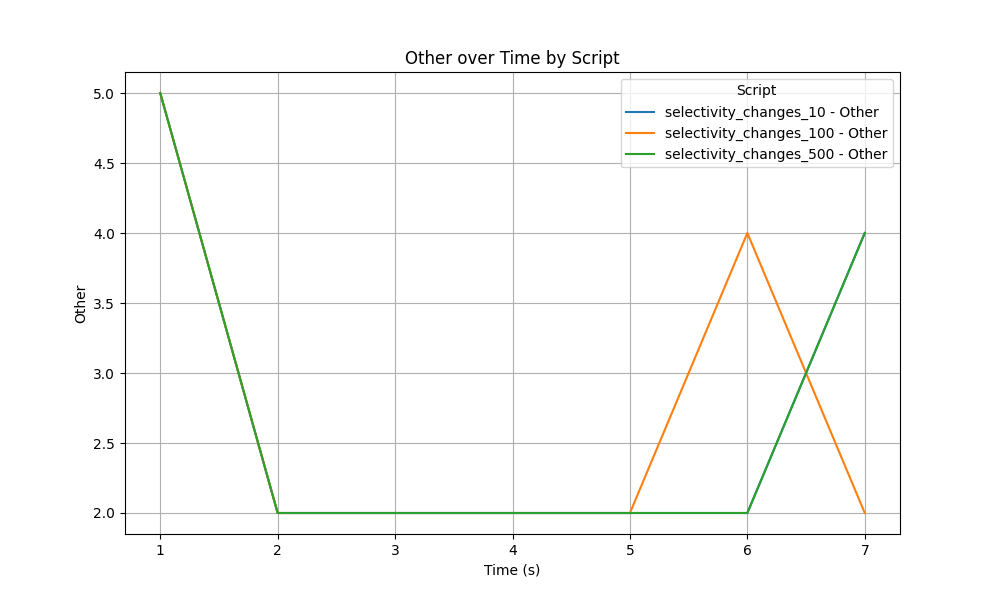 Other over Time by Script
Script
selectivity_changes_10 - Other
selectivity_changes_100 - Other
selectivity_changes_500 - Other
Other
5.0
4.5
4.0
3.5
3.0
2.5
2.0
1 2 3 4 5 6 7
Time (s)